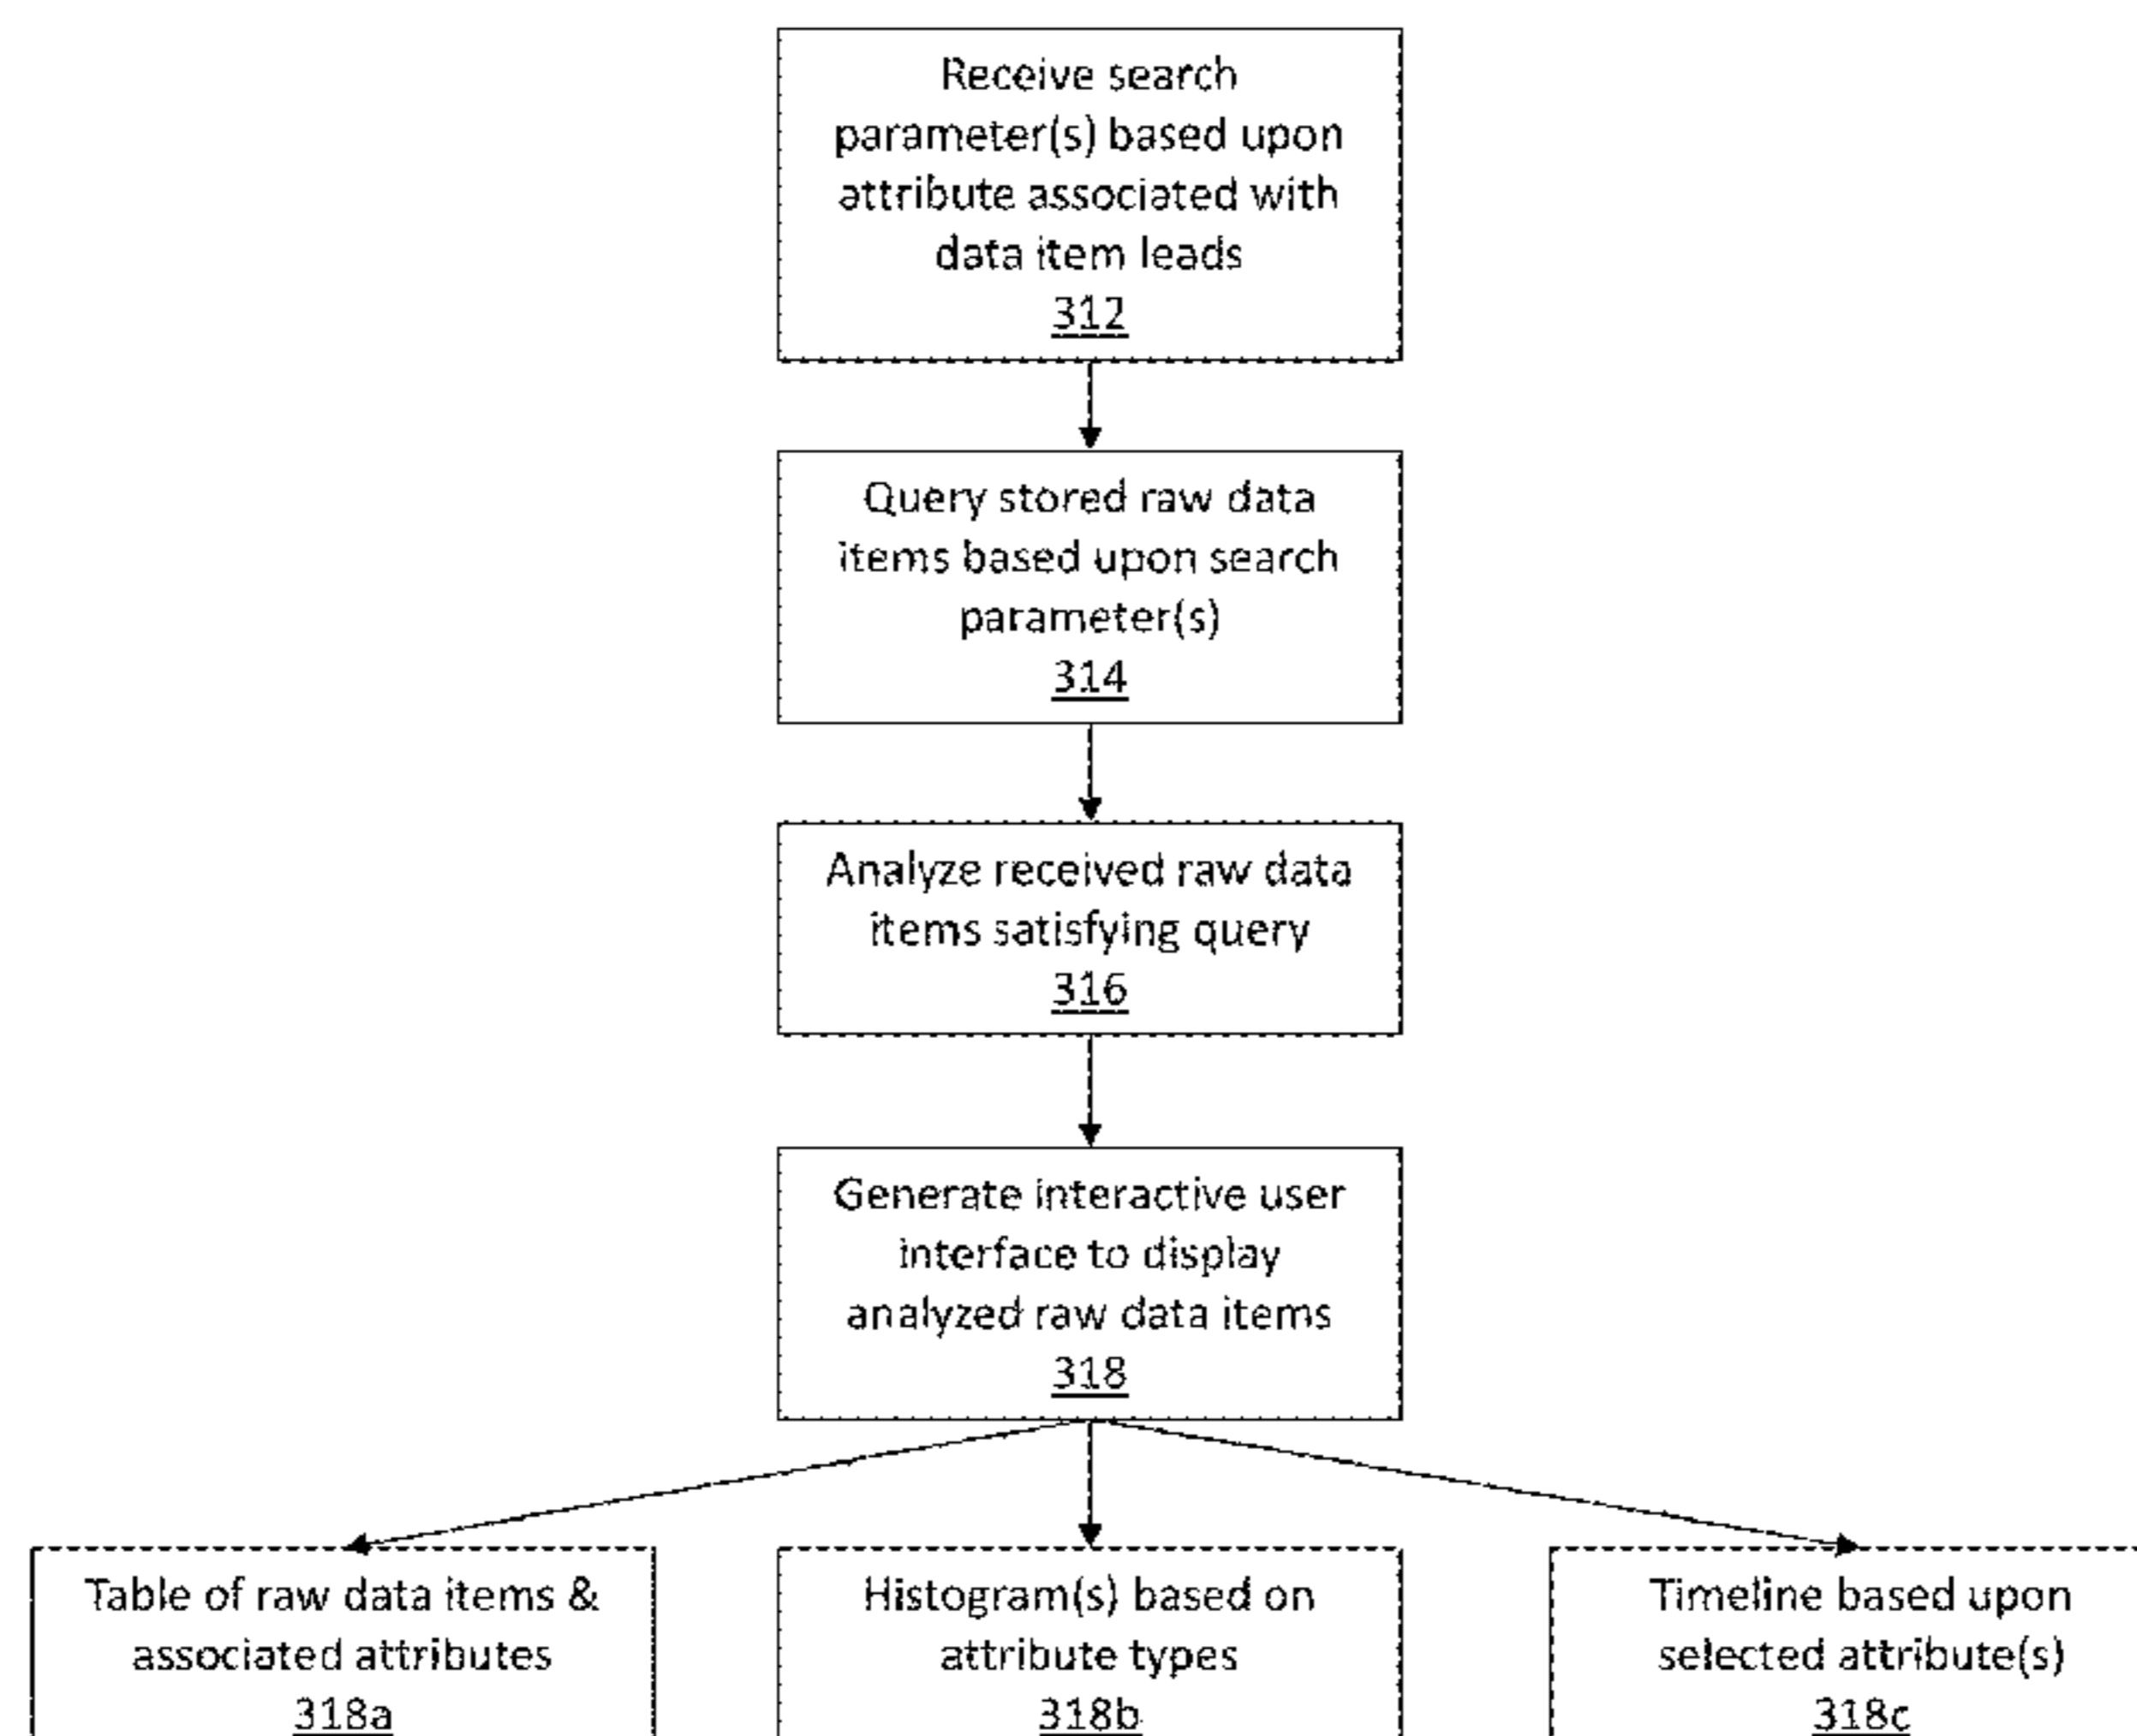 Receive search
parameter(s) based upon
attribute associated with
data item leads
312
Query stored raw data
items based upon search
parameter(s)
314
Analyze received raw data
items satisfying query
316
Generate interactive user
interface to display
analyzed raw data items
318
Table of raw data items &
associated attributes
318a
Histogram(s) based on
attribute types
318b
Timeline based upon
selected attribute(s)
318c